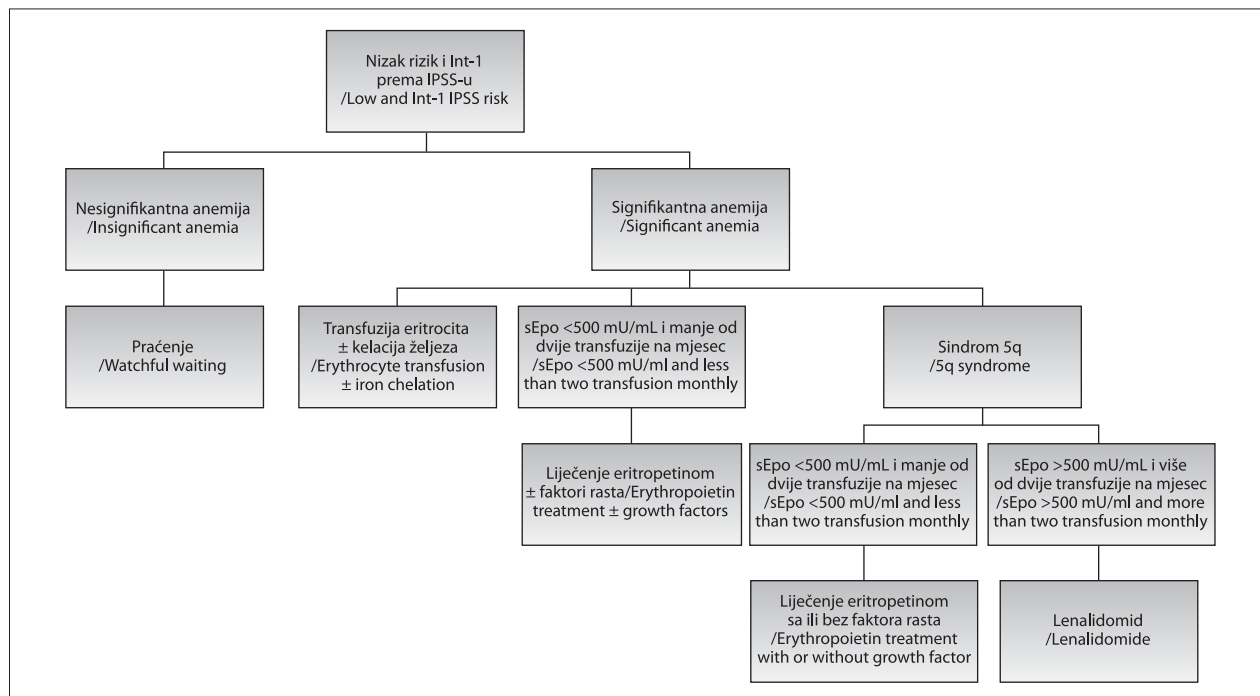 Nizak rizik i Int-1
prema IPSS-u
/Low and Int-1 IPSS risk
Nesignifikantna anemija
/Insignificant anemia
Signifikantna anemija
/Significant anemia
Praćenje
/Watchful waiting
Transfuzija eritrocita
± kelacija željeza
/Erythrocyte transfusion
± iron chelation
sEpo <500 mU/mL i manje od
dvije transfuzije na mjesec
/sEpo <500 mU/ml and less
than two transfusion monthly
Sindrom 5q
/5q syndrome
Liječenje eritropetinom
± faktori rasta/Erythropoietin
treatment ± growth factors
sEpo <500 mU/mL i manje od
dvije transfuzije na mjesec
/sEpo <500 mU/ml and less
than two transfusion monthly
sEpo >500 mU/mL i više
od dvije transfuzije na mjesec
/sEpo >500 mU/ml and more
than two transfusion monthly
Liječenje eritropetinom
sa ili bez faktora rasta
/Erythropoietin treatment
with or without growth factor
Lenalidomid
/Lenalidomide